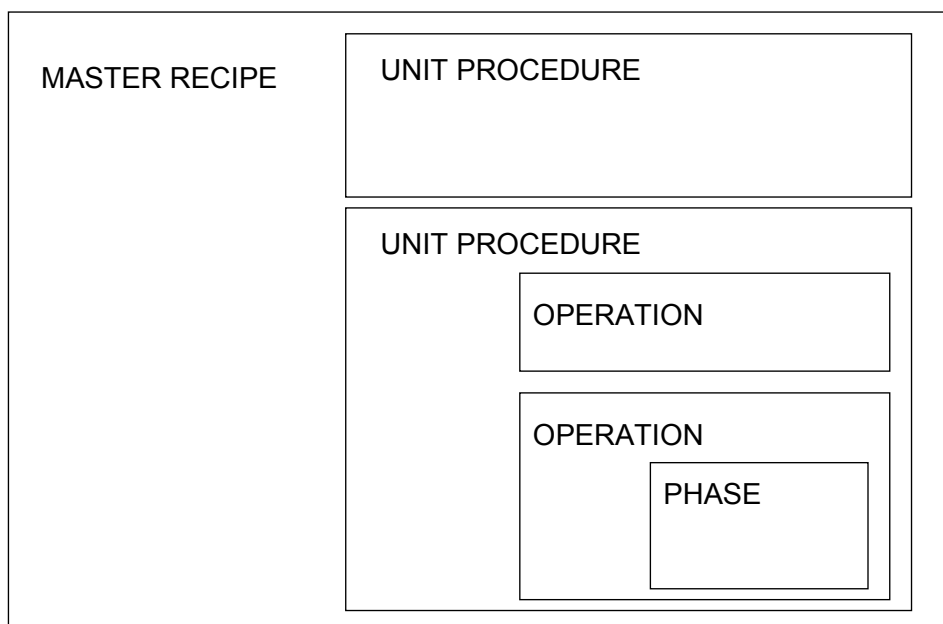 MASTER RECIPE
UNIT PROCEDURE
UNIT PROCEDURE
OPERATION
OPERATION
PHASE